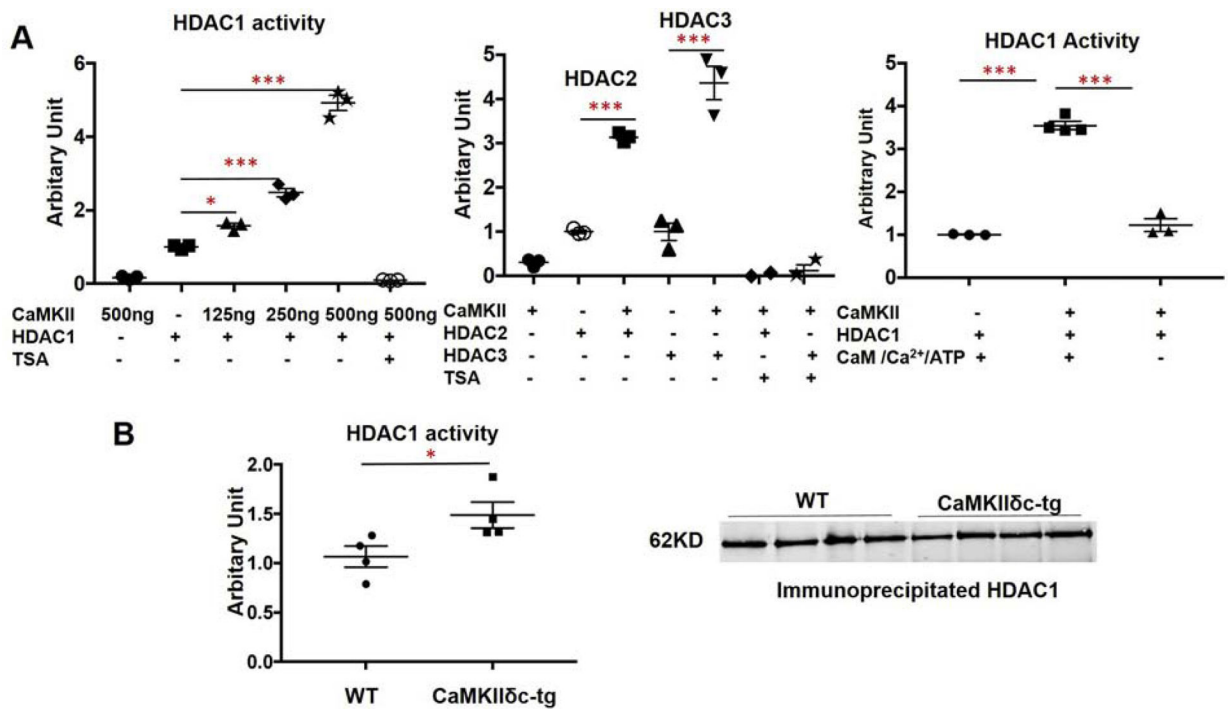 A
HDAC1 activity
Arbitary Unit
6
4
2
0
***
***
*
CaMKII 500ng - 125ng 250ng 500ng 500ng
HDAC1 - + + + + +
TSA - - - - - +
HDAC3
HDAC2
Arbitary Unit
5
4
3
2
1
0
***
***
CaMKII + - + - + + +
HDAC2 - + + - - + -
HDAC3 - - - + + - +
TSA - - - - - + +
HDAC1 Activity
Arbitrary Unit
5
4
3
2
1
0
*** ***
CaMKII - + +
HDAC1 + + +
CaM /Ca²⁺/ATP + + -
B
HDAC1 activity
Arbitary Unit
2.0
1.5
1.0
0.5
0.0
*
WT CaMKIIδc-tg
WT CaMKIIδc-tg
62KD
Immunoprecipitated HDAC1